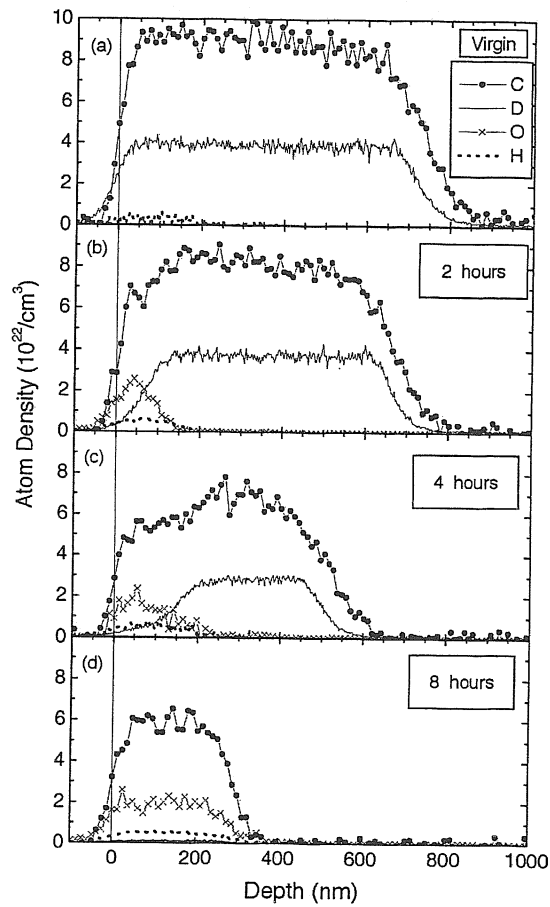 10
(a)
Virgin
C
D
O
H
8
6
4
2
0
(b)
2 hours
8
6
4
2
0
(c)
4 hours
8
6
4
2
0
(d)
8 hours
8
6
4
2
0
Atom Density (10²²/cm³)
0 200 400 600 800 1000
Depth (nm)